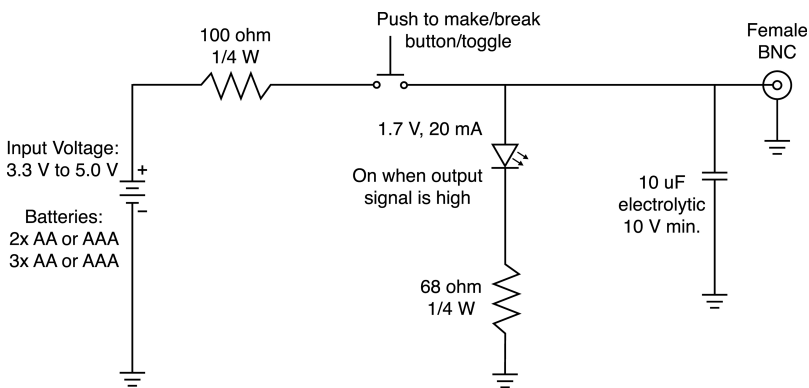 Push to make/break
button/toggle
Female
BNC
100 ohm
1/4 W
1.7 V, 20 mA
Input Voltage:
3.3 V to 5.0 V
+
–
On when output
signal is high
10 uF
electrolytic
10 V min.
Batteries:
2x AA or AAA
3x AA or AAA
68 ohm
1/4 W